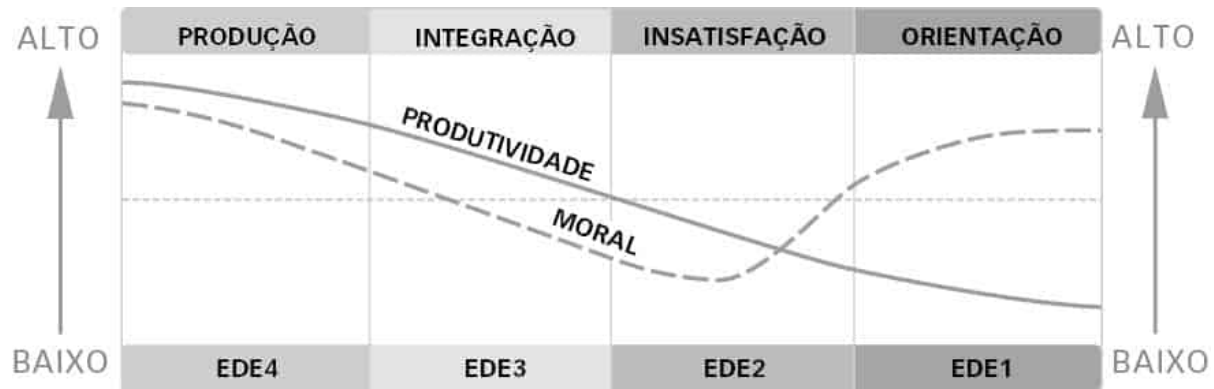 ALTO
PRODUÇÃO
INTEGRAÇÃO
INSATISFAÇÃO
ORIENTAÇÃO
ALTO
PRODUTIVIDADE
MORAL
BAIXO
EDE4
EDE3
EDE2
EDE1
BAIXO